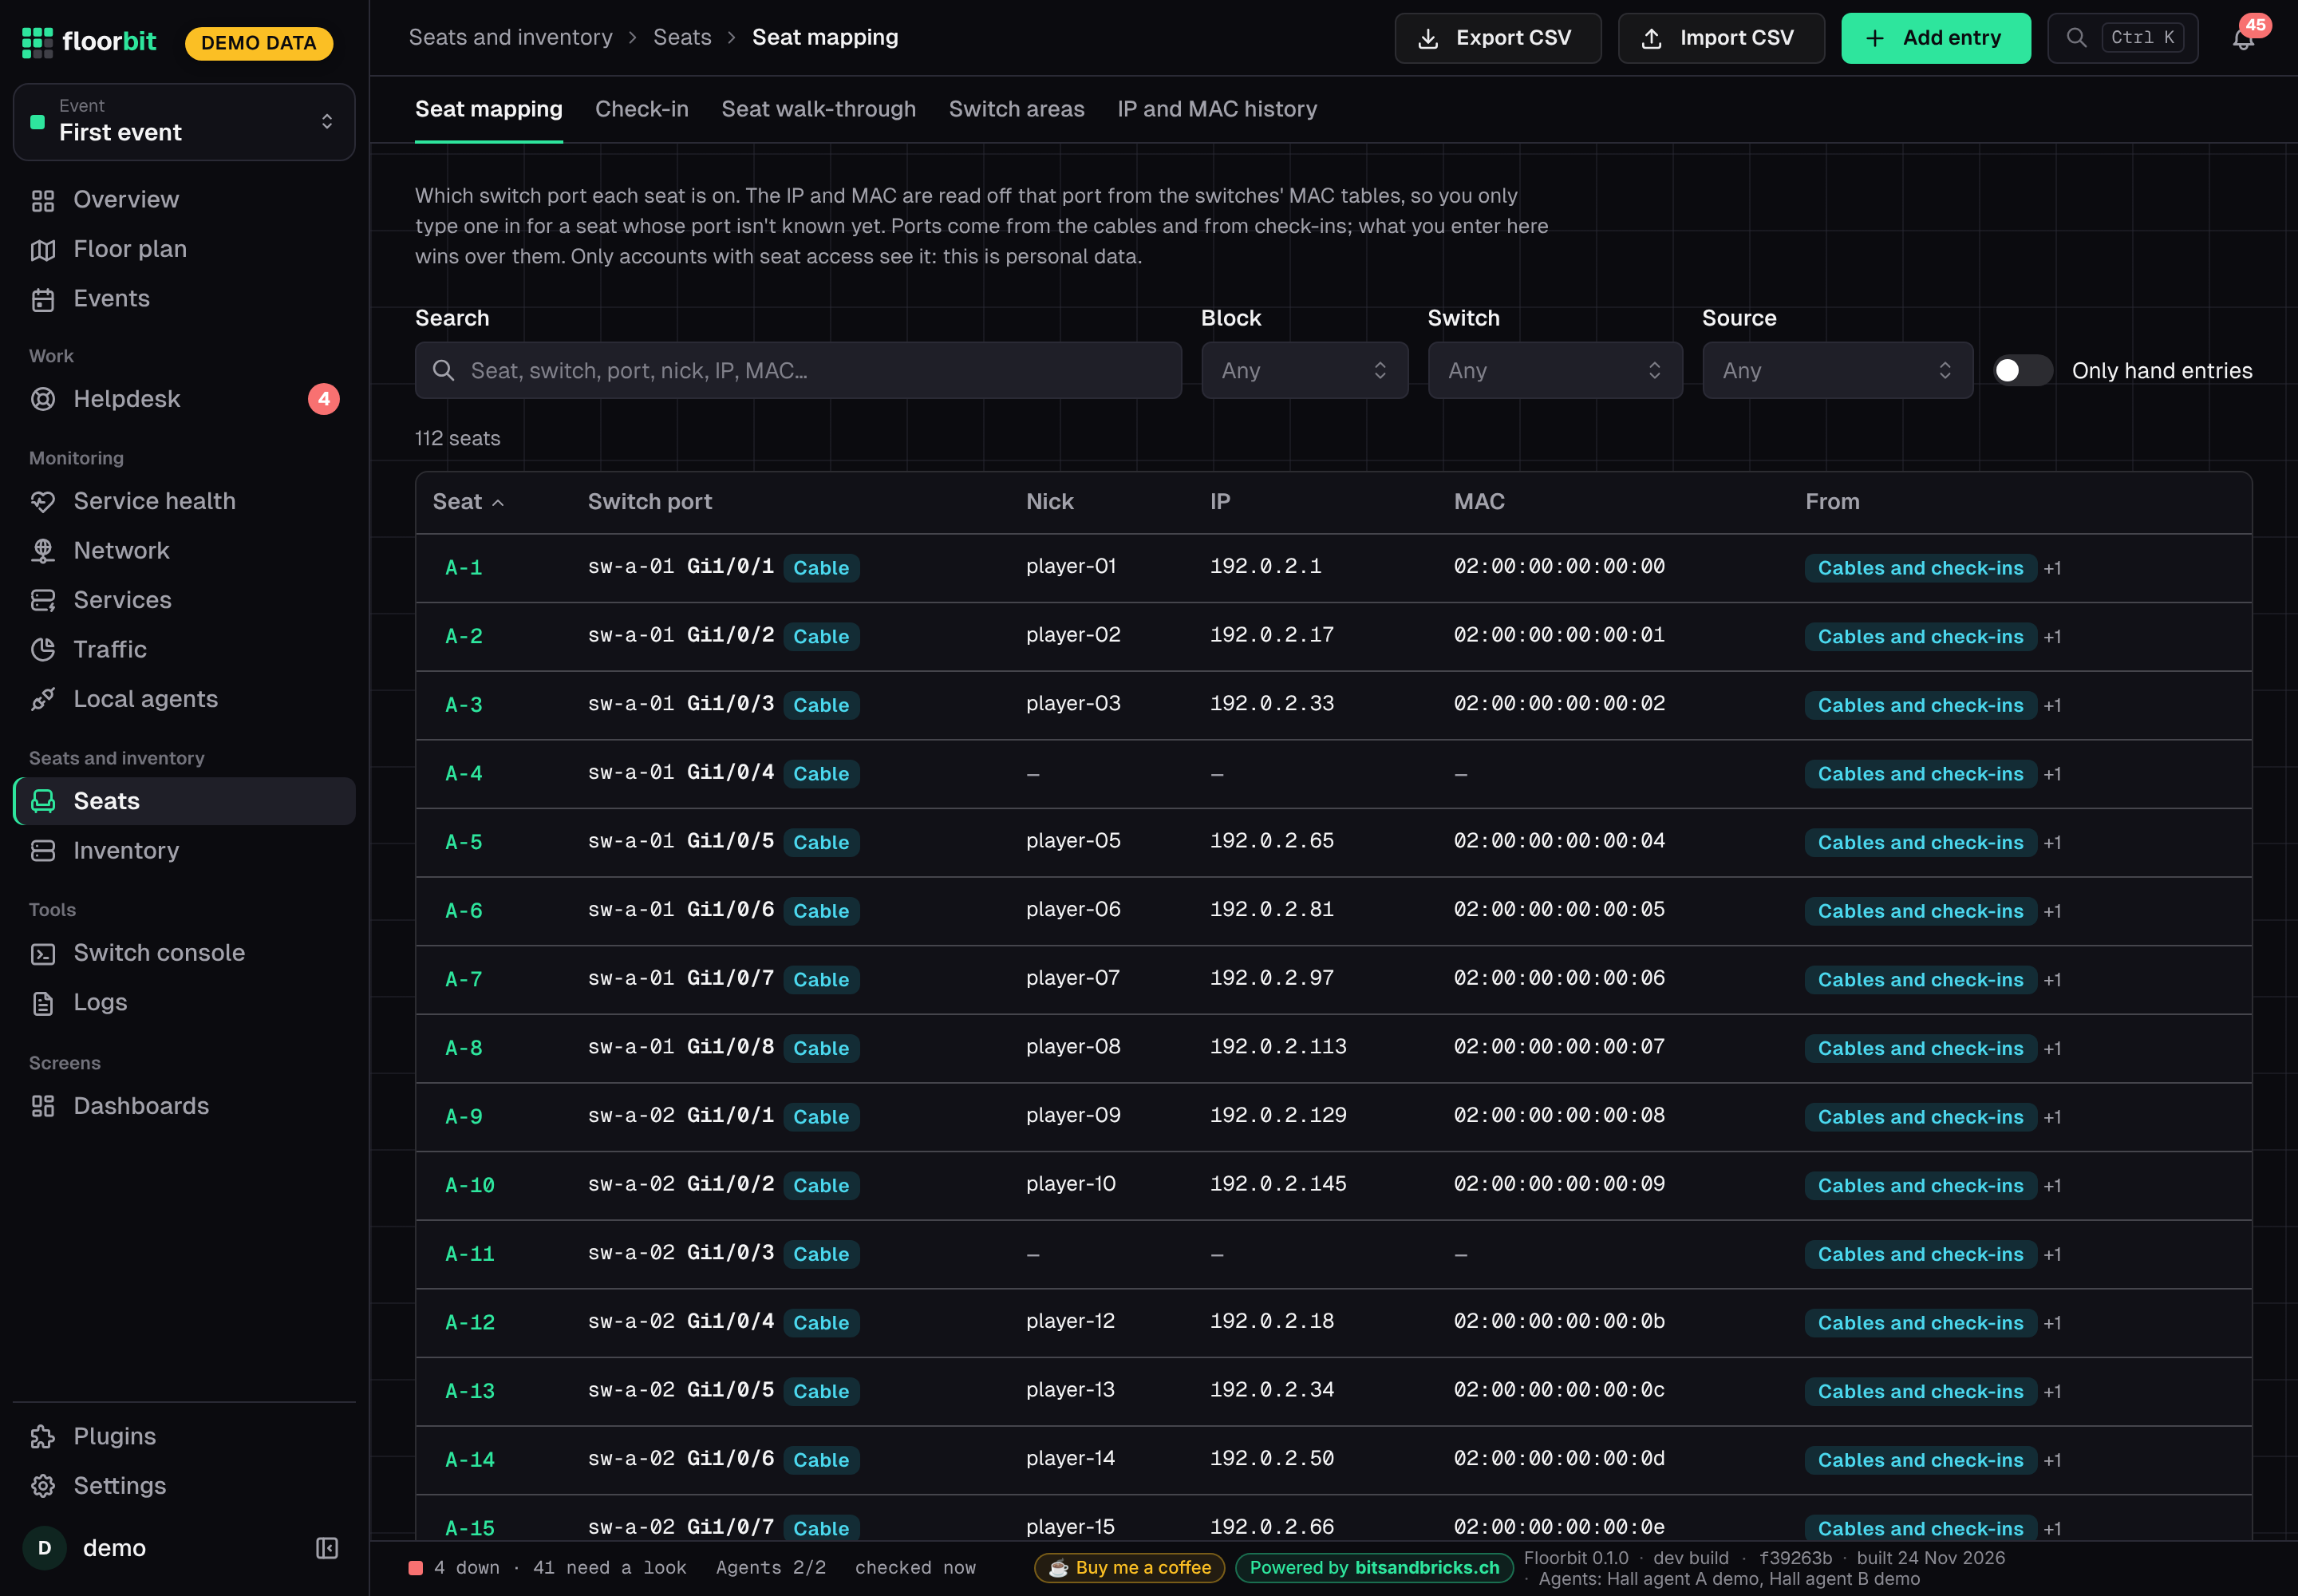 floorbit DEMO DATA
Event
First event
Overview
Floor plan
Events
Work
Helpdesk 4
Monitoring
Service health
Network
Services
Traffic
Local agents
Seats and inventory
Seats
Inventory
Tools
Switch console
Logs
Screens
Dashboards
Plugins
Settings
D demo
Seats and inventory > Seats > Seat mapping
Export CSV
Import CSV
+ Add entry
Ctrl K
45
Seat mapping Check-in Seat walk-through Switch areas IP and MAC history
Which switch port each seat is on. The IP and MAC are read off that port from the switches' MAC tables, so you only
type one in for a seat whose port isn't known yet. Ports come from the cables and from check-ins; what you enter here
wins over them. Only accounts with seat access see it: this is personal data.
Search Block Switch Source
Seat, switch, port, nick, IP, MAC… Any Any Any Only hand entries
112 seats
Seat Switch port Nick IP MAC From
A-1 sw-a-01 Gi1/0/1 Cable player-01 192.0.2.1 02:00:00:00:00:00 Cables and check-ins +1
A-2 sw-a-01 Gi1/0/2 Cable player-02 192.0.2.17 02:00:00:00:00:01 Cables and check-ins +1
A-3 sw-a-01 Gi1/0/3 Cable player-03 192.0.2.33 02:00:00:00:00:02 Cables and check-ins +1
A-4 sw-a-01 Gi1/0/4 Cable – – – Cables and check-ins +1
A-5 sw-a-01 Gi1/0/5 Cable player-05 192.0.2.65 02:00:00:00:00:04 Cables and check-ins +1
A-6 sw-a-01 Gi1/0/6 Cable player-06 192.0.2.81 02:00:00:00:00:05 Cables and check-ins +1
A-7 sw-a-01 Gi1/0/7 Cable player-07 192.0.2.97 02:00:00:00:00:06 Cables and check-ins +1
A-8 sw-a-01 Gi1/0/8 Cable player-08 192.0.2.113 02:00:00:00:00:07 Cables and check-ins +1
A-9 sw-a-02 Gi1/0/1 Cable player-09 192.0.2.129 02:00:00:00:00:08 Cables and check-ins +1
A-10 sw-a-02 Gi1/0/2 Cable player-10 192.0.2.145 02:00:00:00:00:09 Cables and check-ins +1
A-11 sw-a-02 Gi1/0/3 Cable – – – Cables and check-ins +1
A-12 sw-a-02 Gi1/0/4 Cable player-12 192.0.2.18 02:00:00:00:00:0b Cables and check-ins +1
A-13 sw-a-02 Gi1/0/5 Cable player-13 192.0.2.34 02:00:00:00:00:0c Cables and check-ins +1
A-14 sw-a-02 Gi1/0/6 Cable player-14 192.0.2.50 02:00:00:00:00:0d Cables and check-ins +1
A-15 sw-a-02 Gi1/0/7 Cable player-15 192.0.2.66 02:00:00:00:00:0e Cables and check-ins +1
4 down · 41 need a look Agents 2/2 checked now
Buy me a coffee
Powered by bitsandbricks.ch
Floorbit 0.1.0 · dev build · f39263b · built 24 Nov 2026
· Agents: Hall agent A demo, Hall agent B demo